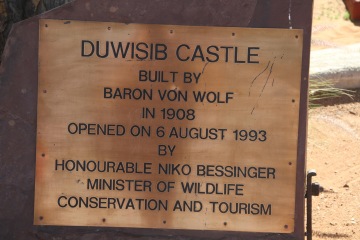 DUWISIB CASTLE
BUILT BY
BARON VON WOLF
IN 1908
OPENED ON 6 AUGUST 1993
BY
HONOURABLE NIKO BESSINGER
MINISTER OF WILDLIFE
CONSERVATION AND TOURISM